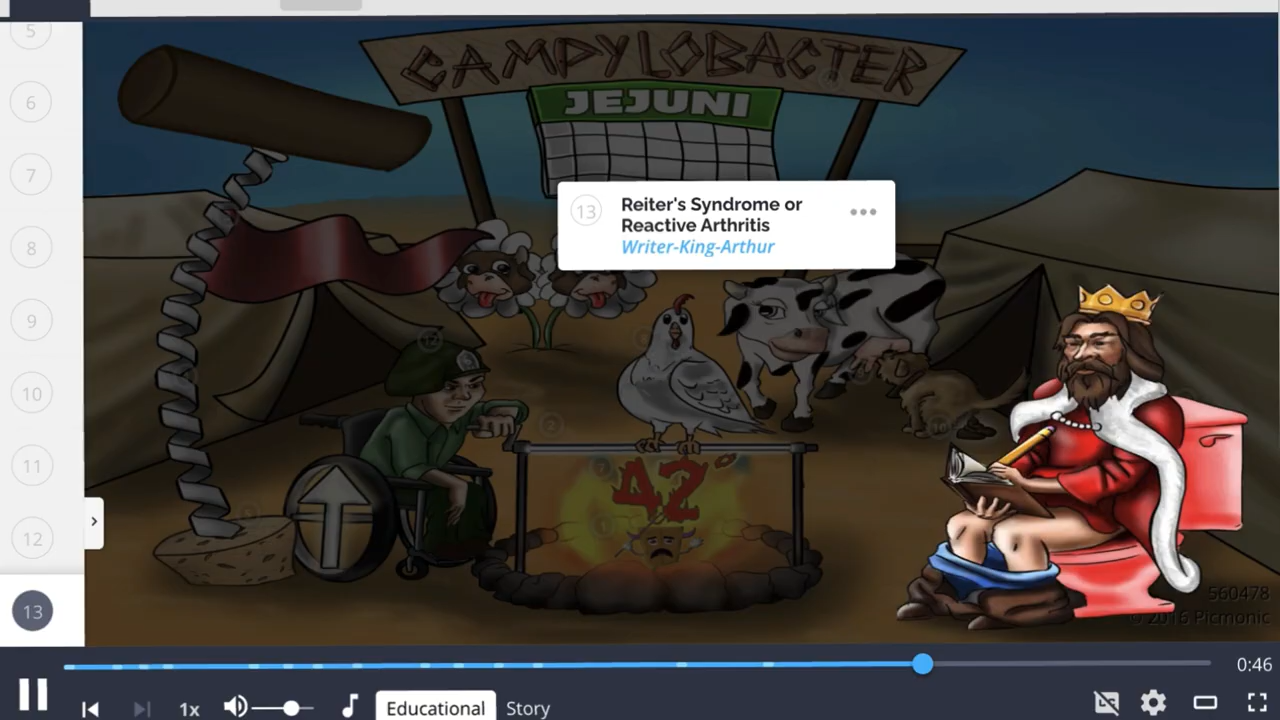 5
6
7
8
9
10
11
12
13
CAMPYLOBACTER
JEJUNI
13
Reiter's Syndrome or
Reactive Arthritis
Writer-King-Arthur
42
560478
© 2016 Picmonic
0:46
1x
Educational
Story